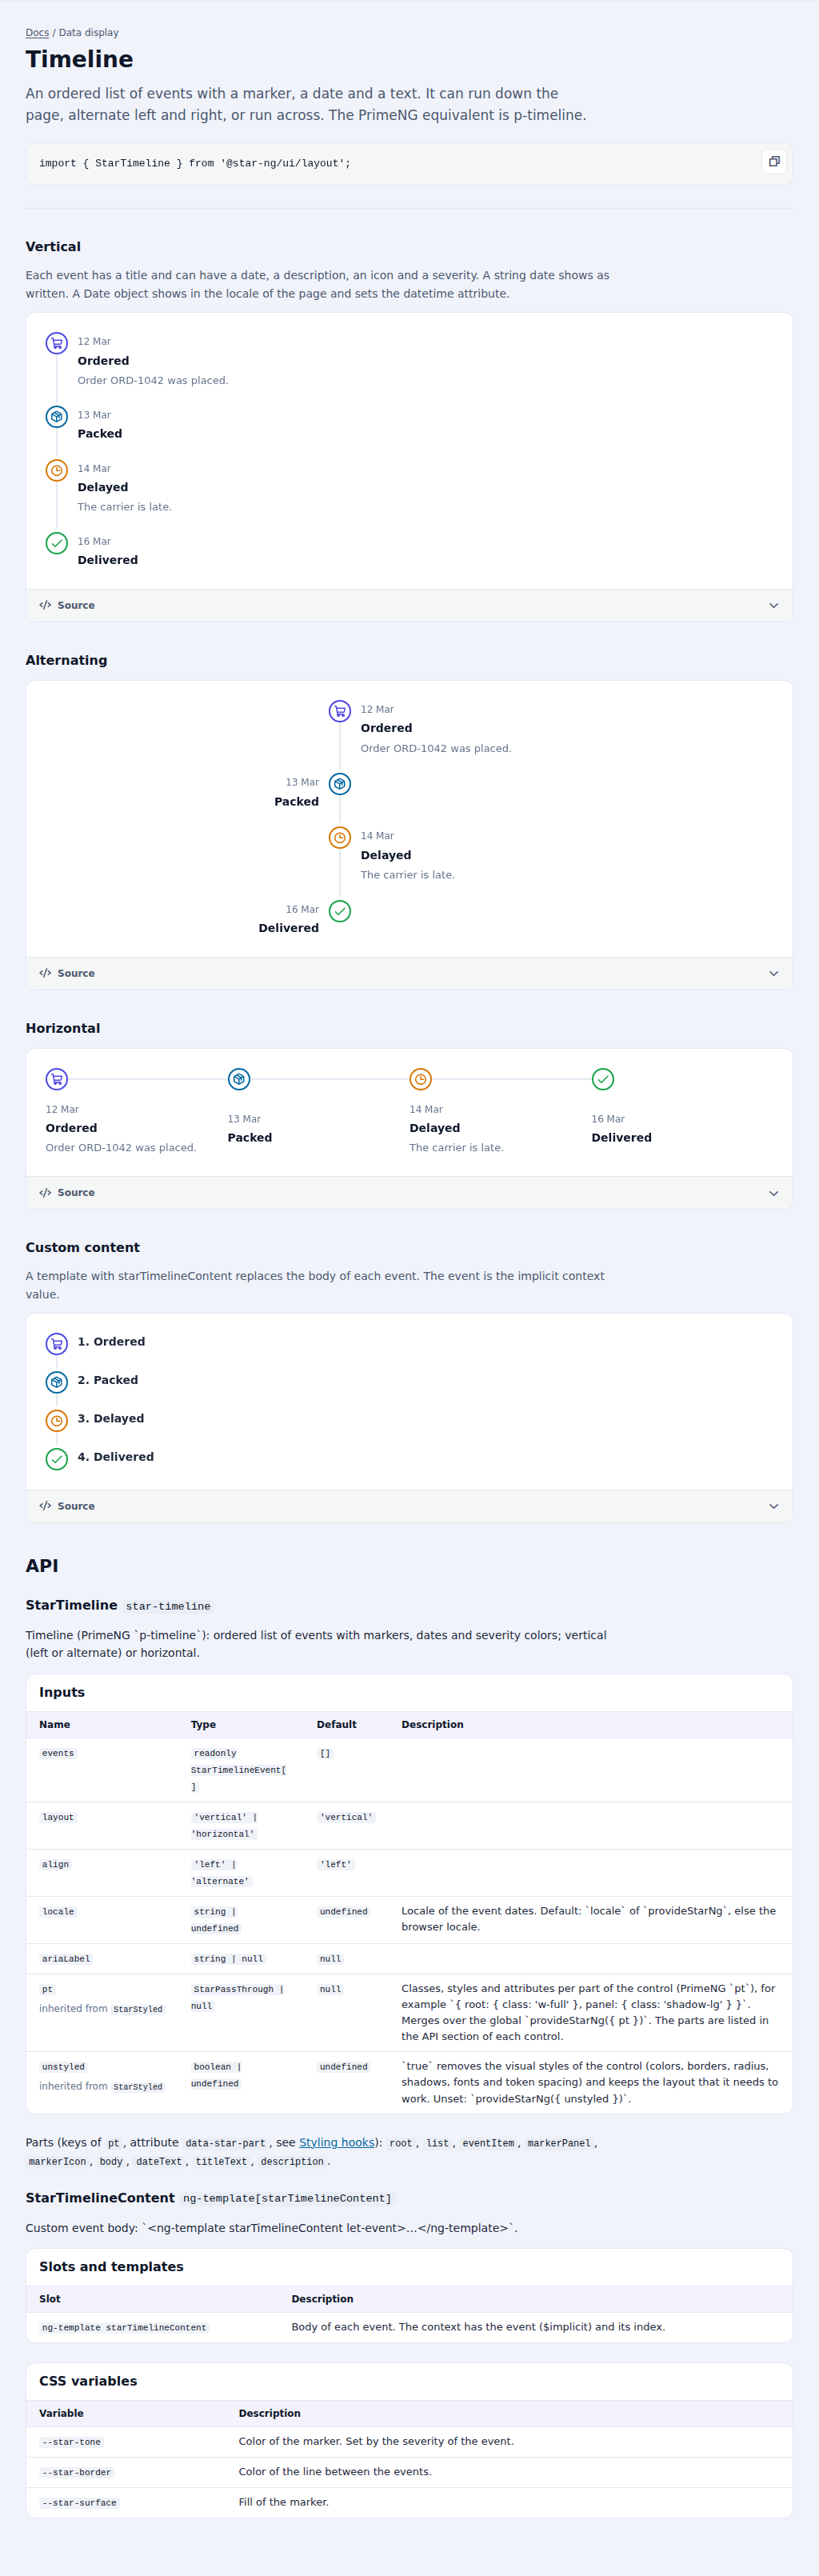 Docs / Data display
Timeline
An ordered list of events with a marker, a date and a text. It can run down the
page, alternate left and right, or run across. The PrimeNG equivalent is p-timeline.
import { StarTimeline } from '@star-ng/ui/layout';
Vertical
Each event has a title and can have a date, a description, an icon and a severity. A string date shows as
written. A Date object shows in the locale of the page and sets the datetime attribute.
12 Mar
Ordered
Order ORD-1042 was placed.
13 Mar
Packed
14 Mar
Delayed
The carrier is late.
16 Mar
Delivered
Source
Alternating
12 Mar
Ordered
Order ORD-1042 was placed.
13 Mar
Packed
14 Mar
Delayed
The carrier is late.
16 Mar
Delivered
Source
Horizontal
12 Mar
Ordered
Order ORD-1042 was placed.
13 Mar
Packed
14 Mar
Delayed
The carrier is late.
16 Mar
Delivered
Source
Custom content
A template with starTimelineContent replaces the body of each event. The event is the implicit context
value.
1. Ordered
2. Packed
3. Delayed
4. Delivered
Source
API
StarTimeline star-timeline
Timeline (PrimeNG `p-timeline`): ordered list of events with markers, dates and severity colors; vertical
(left or alternate) or horizontal.
Inputs
Name Type Default Description
events readonly StarTimelineEvent[] []
layout 'vertical' | 'horizontal' 'vertical'
align 'left' | 'alternate' 'left'
locale string | undefined undefined Locale of the event dates. Default: `locale` of `provideStarNg`, else the
browser locale.
ariaLabel string | null null
pt StarPassThrough | null null Classes, styles and attributes per part of the control (PrimeNG `pt`), for
inherited from StarStyled example `{ root: { class: 'w-full' }, panel: { class: 'shadow-lg' } }`.
Merges over the global `provideStarNg({ pt })`. The parts are listed in
the API section of each control.
unstyled boolean | undefined undefined `true` removes the visual styles of the control (colors, borders, radius,
inherited from StarStyled shadows, fonts and token spacing) and keeps the layout that it needs to
work. Unset: `provideStarNg({ unstyled })`.
Parts (keys of pt, attribute data-star-part, see Styling hooks): root, list, eventItem, markerPanel,
markerIcon, body, dateText, titleText, description.
StarTimelineContent ng-template[starTimelineContent]
Custom event body: `<ng-template starTimelineContent let-event>…</ng-template>`.
Slots and templates
Slot Description
ng-template starTimelineContent Body of each event. The context has the event ($implicit) and its index.
CSS variables
Variable Description
--star-tone Color of the marker. Set by the severity of the event.
--star-border Color of the line between the events.
--star-surface Fill of the marker.